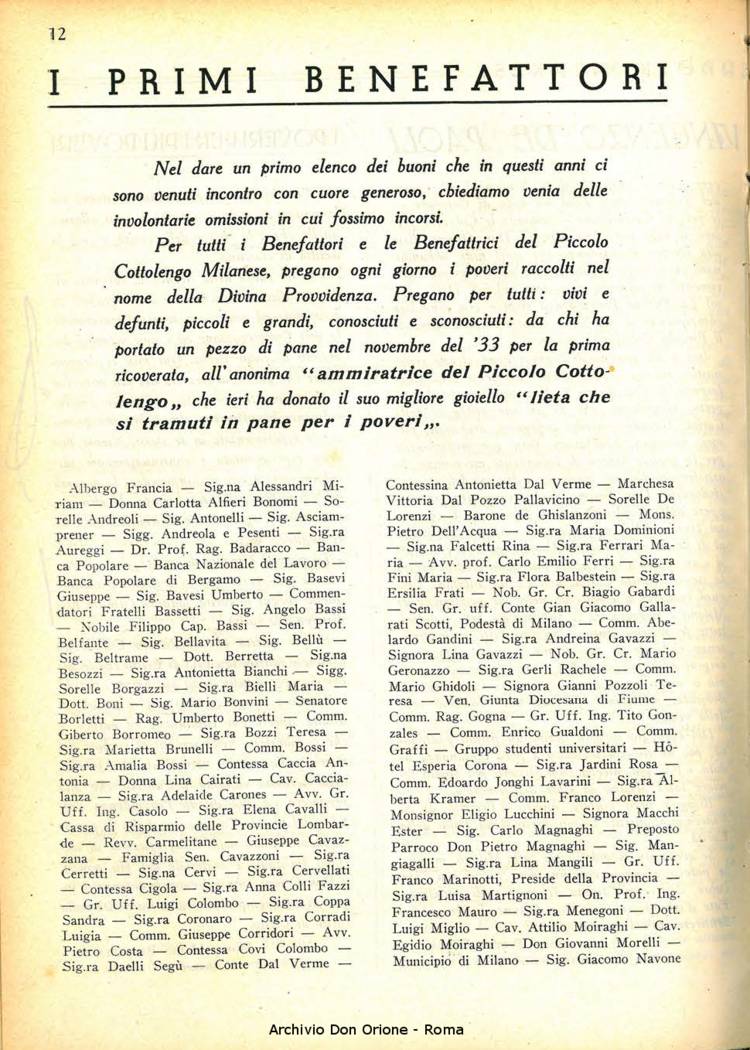 12
I PRIMI BENEFATTORI
Nel dare un primo elenco dei buoni che in questi anni ci
sono venuti incontro con cuore generoso, chiediamo venia delle
involontarie omissioni in cui fossimo incorsi.
Per tutti i Benefattori e le Benefattrici del Piccolo
Cottolengo Milanese, pregono ogni giorno i poveri raccolti nel
nome della Divina Provvidenza. Pregano per tutti: vivi e
defunti, piccoli e grandi, conosciuti e sconosciuti: da chi ha
portato un pezzo di pane nel novembre del '33 per la prima
ricoverata, all'anonima “ammiratrice del Piccolo Cotto-
lengo„ che ieri ha donato il suo migliore gioiello “lieta che
si tramuti in pane per i poveri„.
Albergo Francia — Sig.na Alessandri Mi-
riam — Donna Carlotta Alfieri Bonomi — So-
relle Andreoli — Sig. Antonelli — Sig. Asciam-
prener — Sigg. Andreola e Pesenti — Sig.ra
Aureggi — Dr. Prof. Rag. Badaracco — Ban-
ca Popolare — Banca Nazionale del Lavoro —
Banca Popolare di Bergamo — Sig. Basevi
Giuseppe — Sig. Bavesi Umberto — Commen-
datori Fratelli Bassetti — Sig. Angelo Bassi
— Nobile Filippo Cap. Bassi — Sen. Prof.
Belfante — Sig. Bellavita — Sig. Bellù —
Sig. Beltrame — Dott. Berretta — Sig.na
Besozzi — Sig.ra Antonietta Bianchi — Sigg.
Sorelle Borgazzi — Sig.ra Bielli Maria —
Dott. Boni — Sig. Mario Bonvini — Senatore
Borletti — Rag. Umberto Bonetti — Comm.
Giberto Borromeo — Sig.ra Bozzi Teresa —
Sig.ra Marietta Brunelli — Comm. Bossi —
Sig.ra Amalia Bossi — Contessa Caccia An-
tonia — Donna Lina Cairati — Cav. Caccia-
lanza — Sig.ra Adelaide Carones — Avv. Gr.
Uff. Ing. Casolo — Sig.ra Elena Cavalli —
Cassa di Risparmio delle Provincie Lombar-
de — Revv. Carmelitane — Giuseppe Cavaz-
zana — Famiglia Sen. Cavazzoni — Sig.ra
Cerretti — Sig.na Cervi — Sig.ra Cervellati
— Contessa Cigola — Sig.ra Anna Colli Fazzi
— Gr. Uff. Luigi Colombo — Sig.ra Coppa
Sandra — Sig.ra Coronaro — Sig.ra Corradi
Luigia — Comm. Giuseppe Corridori — Avv.
Pietro Costa — Contessa Covi Colombo —
Sig.ra Daelli Segù — Conte Dal Verme —
Contessina Antonietta Dal Verme — Marchesa
Vittoria Dal Pozzo Pallavicino — Sorelle De
Lorenzi — Barone de Ghislanzoni — Mons.
Pietro Dell'Acqua — Sig.ra Maria Dominioni
— Sig.na Falcetti Rina — Sig.ra Ferrari Ma-
ria — Avv. prof. Carlo Emilio Ferri — Sig.ra
Fini Maria — Sig.ra Flora Balbestein — Sig.ra
Ersilia Frati — Nob. Gr. Cr. Biagio Gabardi
— Sen. Gr. uff. Conte Gian Giacomo Galla-
rati Scotti, Podestà di Milano — Comm. Abe-
lardo Gandini — Sig.ra Andreina Gavazzi —
Signora Lina Gavazzi — Nob. Gr. Cr. Mario
Geronazzo — Sig.ra Gerli Rachele — Comm.
Mario Ghidoli — Signora Gianni Pozzoli Te-
resa — Ven. Giunta Diocesana di Fiume —
Comm. Rag. Gogna — Gr. Uff. Ing. Tito Gon-
zales — Comm. Enrico Gualdoni — Comm.
Graffi — Gruppo studenti universitari — Hô-
tel Esperia Corona — Sig.ra Jardini Rosa —
Comm. Edoardo Jonghi Lavarini — Sig.ra Al-
berta Kramer — Comm. Franco Lorenzi —
Monsignor Eligio Lucchini — Signora Macchi
Ester — Sig. Carlo Magnaghi — Preposto
Parroco Don Pietro Magnaghi — Sig. Man-
giagalli — Sig.ra Lina Mangili — Gr. Uff.
Franco Marinotti, Preside della Provincia —
Sig.ra Luisa Martignoni — On. Prof. Ing.
Francesco Mauro — Sig.ra Menegoni — Dott.
Luigi Miglio — Cav. Attilio Moiraghi — Cav.
Egidio Moiraghi — Don Giovanni Morelli —
Municipio di Milano — Sig. Giacomo Navone
Archivio Don Orione - Roma